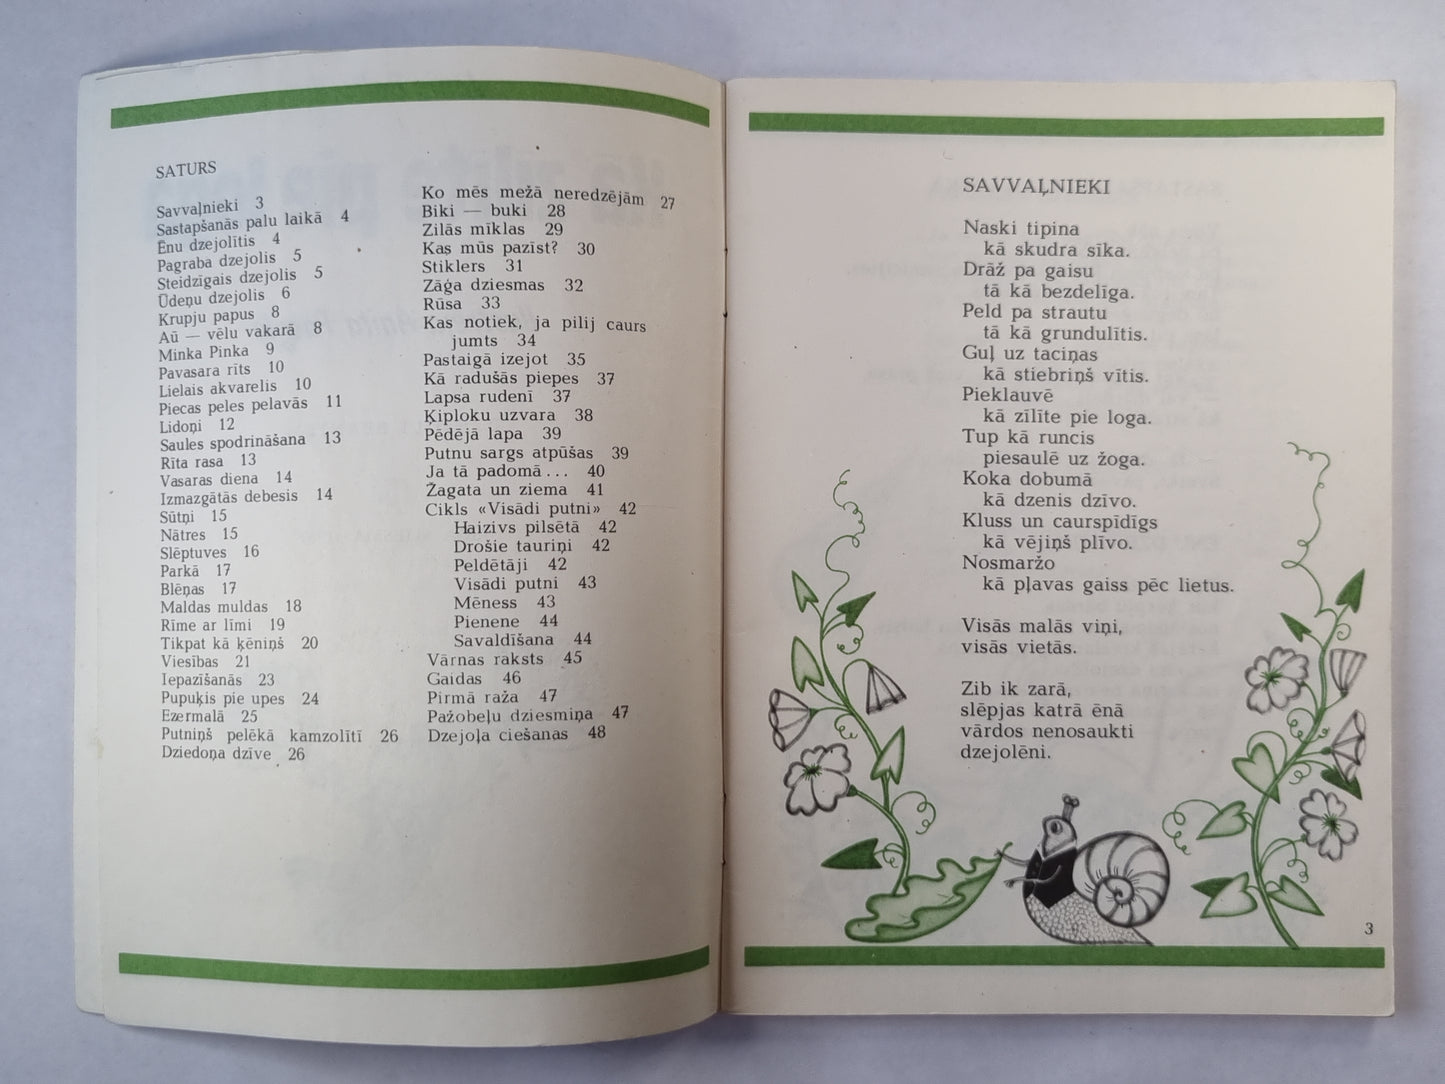 SATURS
Savvaļnieki 3
Sastapšanās palu laikā 4
Ēnu dzejolītis 4
Pagraba dzejolis 5
Steidzīgais dzejolis 5
Ūdeņu dzejolis 6
Krupju papus 8
Aū — vēlu vakarā 8
Minka Pinka 9
Pavasara rīts 10
Lielais akvarelis 10
Piecas peles pelavās 11
Lidoņi 12
Saules spodrināšana 13
Rīta rasa 13
Vasaras diena 14
Izmazgātās debesis 14
Sūtņi 15
Nātres 15
Slēptuves 16
Parkā 17
Blēņas 17
Maldas muldas 18
Rīme ar līmi 19
Tikpat kā ķēniņš 20
Viesības 21
Iepazīšanās 23
Pupuķis pie upes 24
Ezermalā 25
Putniņš pelēkā kamzolītī 26
Dziedoņa dzīve 26
Ko mēs mežā neredzējām 27
Biki — buki 28
Zilās mīklas 29
Kas mūs pazīst? 30
Stiklers 31
Zāģa dziesmas 32
Rūsa 33
Kas notiek, ja pilij caurs
jumts 34
Pastaigā izejot 35
Kā radušās piepes 37
Lapsa rudenī 37
Ķiploku uzvara 38
Pēdējā lapa 39
Putnu sargs atpūšas 39
Ja tā padomā... 40
Žagata un ziema 41
Cikls «Visādi putni» 42
Haizivs pilsētā 42
Drošie tauriņi 42
Peldētāji 42
Visādi putni 43
Mēness 43
Pienene 44
Savaldīšana 44
Vārnas raksts 45
Gaidas 46
Pirmā raža 47
Pažobeļu dziesmiņa 47
Dzejoļa ciešanas 48
SAVVAĻNIEKI
Naski tipina
kā skudra sīka.
Drāž pa gaisu
tā kā bezdelīga.
Peld pa strautu
tā kā grundulītis.
Guļ uz taciņas
kā stiebriņš vītis.
Pieklauvē
kā zīlīte pie loga.
Tup kā runcis
piesaulē uz žoga.
Koka dobumā
kā dzenis dzīvo.
Kluss un caurspīdīgs
kā vējiņš plīvo.
Nosmaržo
kā pļavas gaiss pēc lietus.
Visās malās viņi,
visās vietās.
Zib ik zarā,
slēpjas katrā ēnā
vārdos nenosaukti
dzejolēni.
3